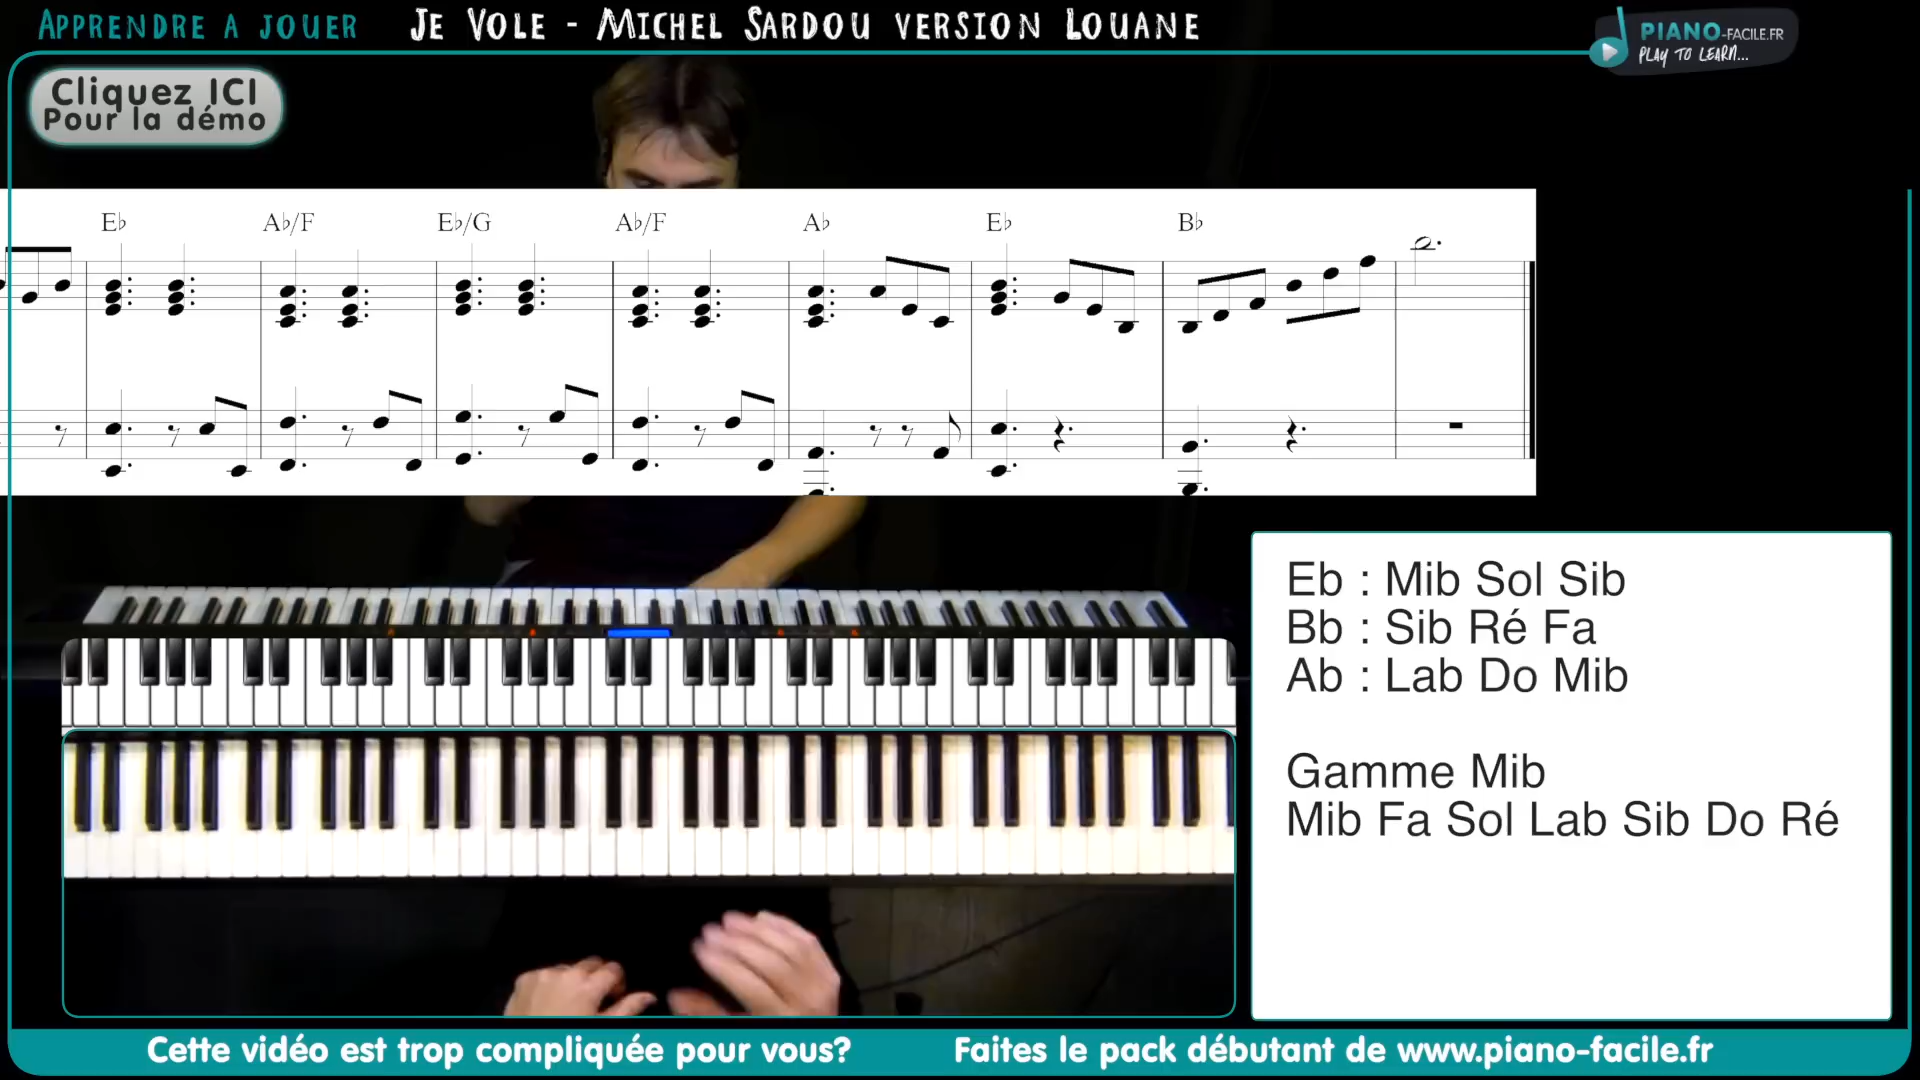 APPRENDRE A JOUER JE VOLE - MICHEL SARDOU VERSION LOUANE
PIANO-FACILE.FR
PLAY TO LEARN...
Cliquez ICI
Pour la démo
E♭ A♭/F E♭/G A♭/F A♭ E♭ B♭
Eb : Mib Sol Sib
Bb : Sib Ré Fa
Ab : Lab Do Mib
Gamme Mib
Mib Fa Sol Lab Sib Do Ré
Cette vidéo est trop compliquée pour vous? Faites le pack débutant de www.piano-facile.fr